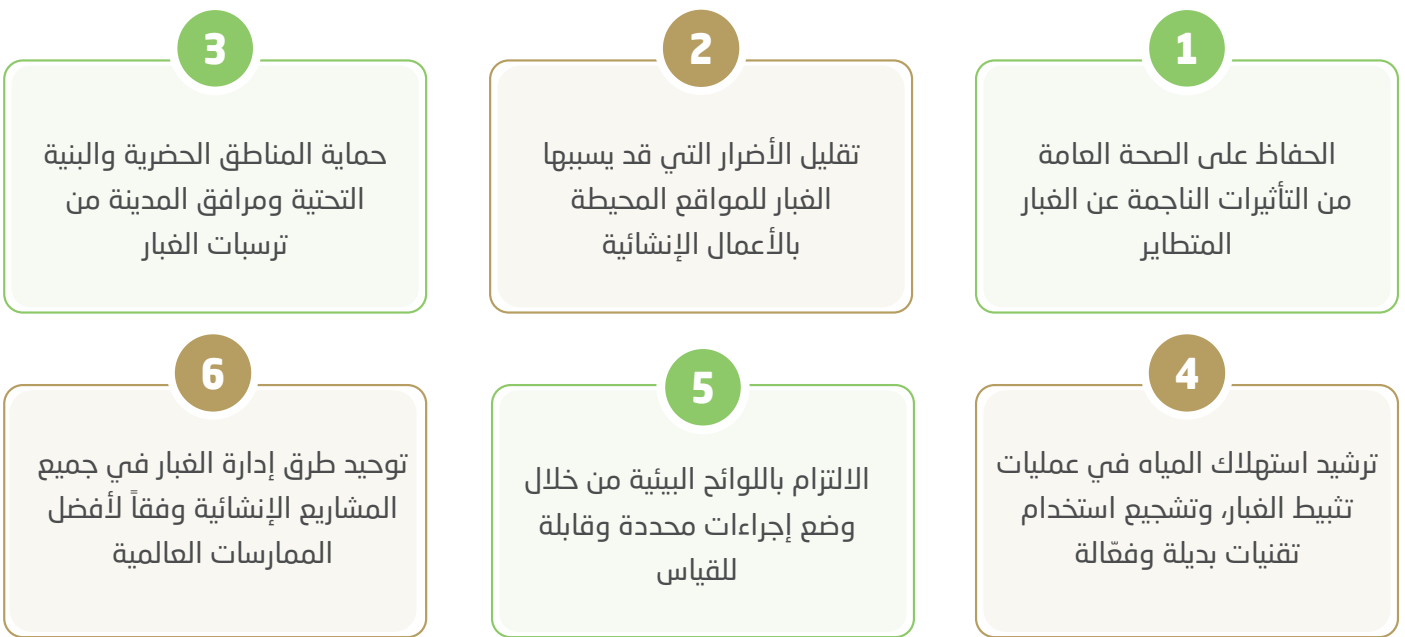 1
الحفاظ على الصحة العامة
من التأثيرات الناجمة عن الغبار
المتطاير
2
تقليل الأضرار التي قد يسببها
الغبار للمواقع المحيطة
بالأعمال الإنشائية
3
حماية المناطق الحضرية والبنية
التحتية ومرافق المدينة من
ترسبات الغبار
4
ترشيد استهلاك المياه في عمليات
تثبيط الغبار، وتشجيع استخدام
تقنيات بديلة وفعّالة
5
الالتزام باللوائح البيئية من خلال
وضع إجراءات محددة وقابلة
للقياس
6
توحيد طرق إدارة الغبار في جميع
المشاريع الإنشائية وفقاً لأفضل
الممارسات العالمية